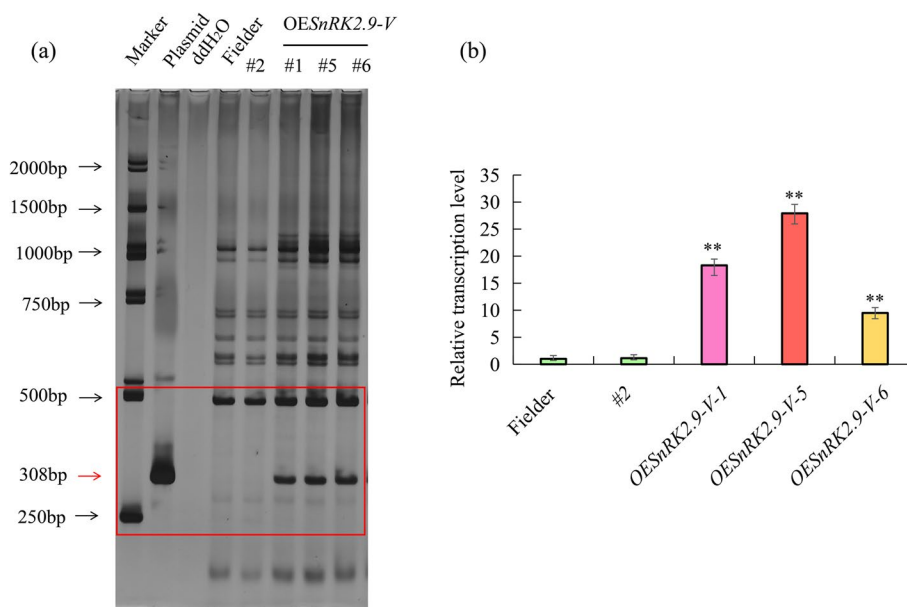 (a)
Marker
Plasmid
ddH₂O
Fielder
#2
OESnRK2.9-V
#1 #5 #6
2000bp
1500bp
1000bp
750bp
500bp
308bp
250bp
(b)
Relative transcription level
35
30
25
20
15
10
5
0
**
**
**
Fielder
#2
OESnRK2.9-V-1
OESnRK2.9-V-5
OESnRK2.9-V-6